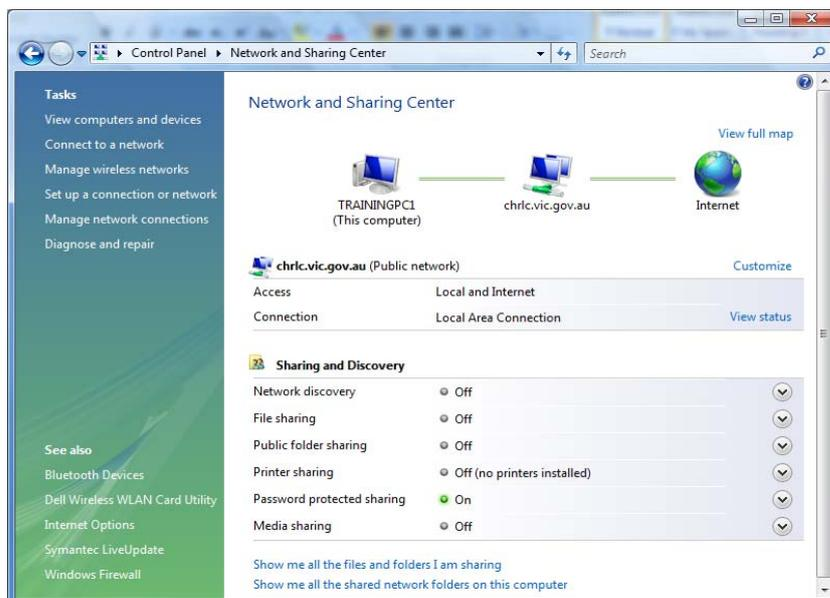 Control Panel
Network and Sharing Center
Search
Tasks
View computers and devices
Connect to a network
Manage wireless networks
Set up a connection or network
Manage network connections
Diagnose and repair
See also
Bluetooth Devices
Dell Wireless WLAN Card Utility
Internet Options
Symantec LiveUpdate
Windows Firewall
Network and Sharing Center
View full map
TRAININGPC1
(This computer)
chrlc.vic.gov.au
Internet
chrlc.vic.gov.au (Public network) Customize
Access Local and Internet
Connection Local Area Connection View status
Sharing and Discovery
Network discovery Off
File sharing Off
Public folder sharing Off
Printer sharing Off (no printers installed)
Password protected sharing On
Media sharing Off
Show me all the files and folders I am sharing
Show me all the shared network folders on this computer